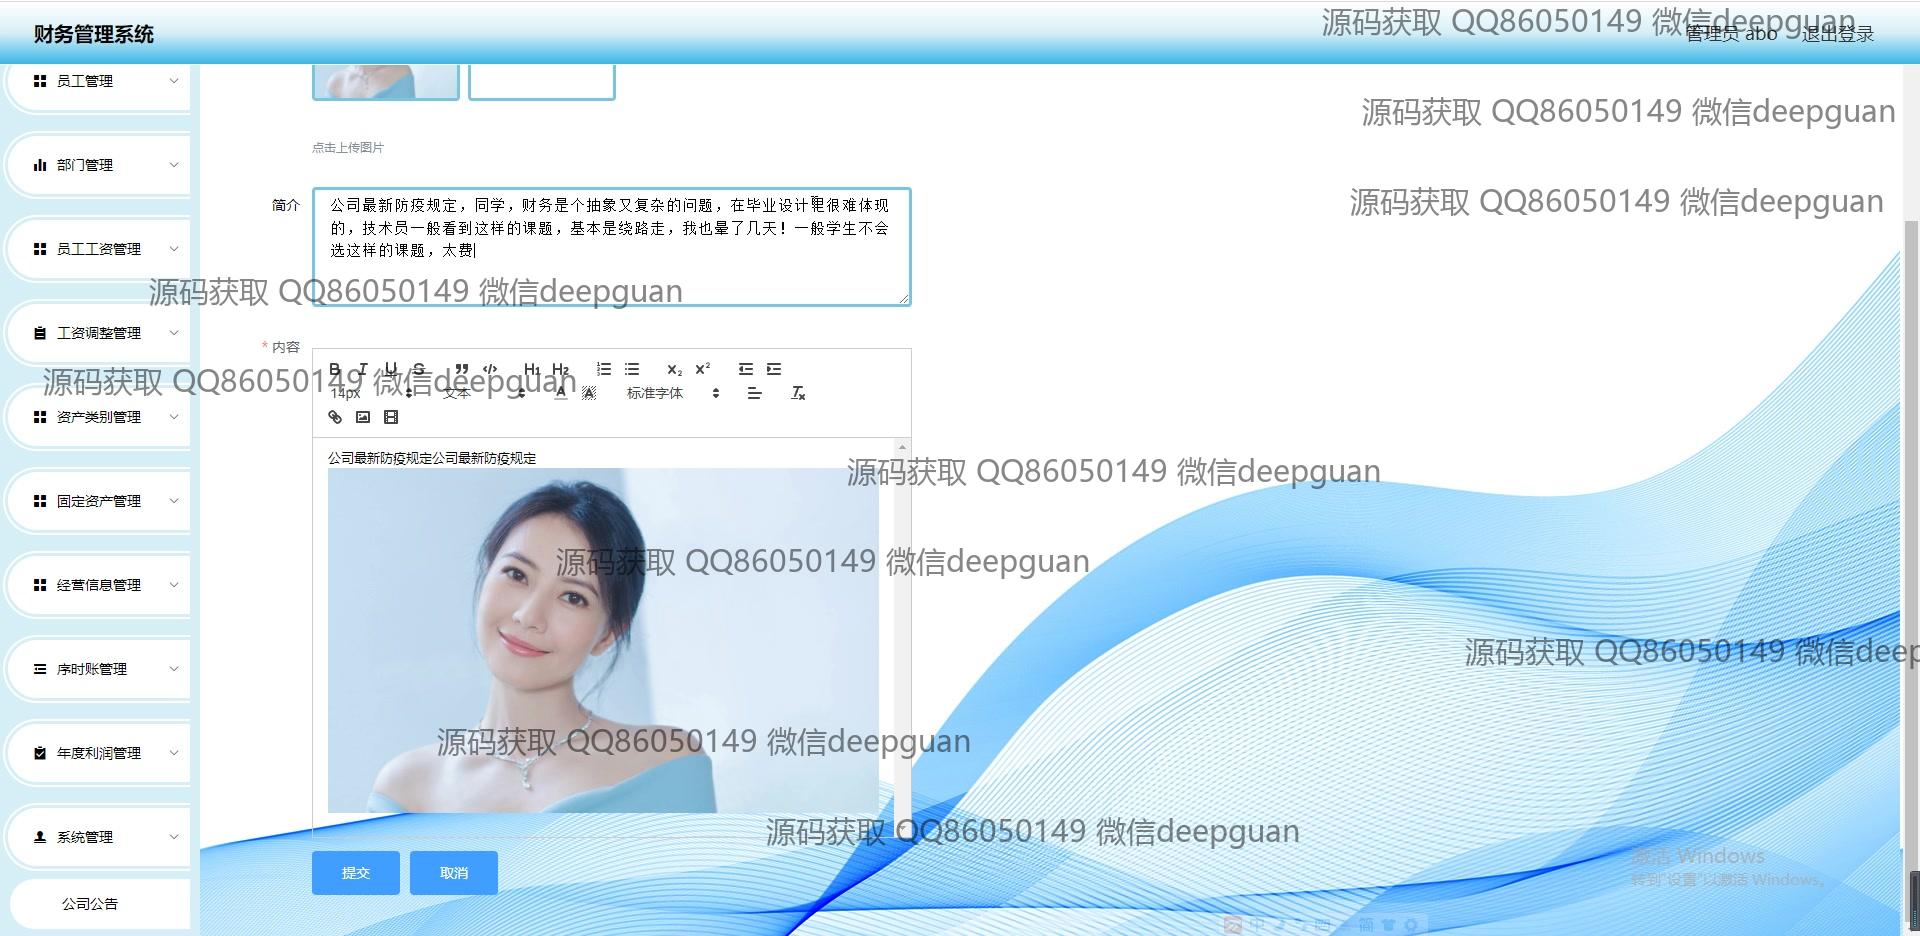 财务管理系统
源码获取 QQ86050149 微信deepguan
管理员 abo
退出登录
员工管理
源码获取 QQ86050149 微信deepguan
点击上传图片
部门管理
简介
公司最新防疫规定，同学，财务是个抽象又复杂的问题，在毕业设计里很难体现
的，技术员一般看到这样的课题，基本是绕路走，我也晕了几天！一般学生不会
选这样的课题，太费
源码获取 QQ86050149 微信deepguan
员工工资管理
源码获取 QQ86050149 微信deepguan
工资调整管理
* 内容
B I U S ” </> H1 H2 x2 x2
源码获取 QQ86050149 微信deepguan
14px 文本 A A 标准字体 Tx
资产类别管理
公司最新防疫规定公司最新防疫规定
源码获取 QQ86050149 微信deepguan
固定资产管理
源码获取 QQ86050149 微信deepguan
经营信息管理
源码获取 QQ86050149 微信deep
序时账管理
源码获取 QQ86050149 微信deepguan
年度利润管理
源码获取 QQ86050149 微信deepguan
系统管理
激活 Windows
转到"设置"以激活 Windows。
提交
取消
公司公告
中
简